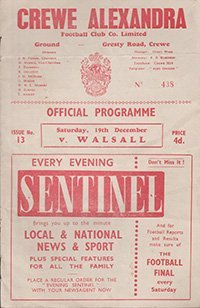 CREWE ALEXANDRA
Football Club Co. Limited
Ground
Gresty Road, Crewe
Nº 438
OFFICIAL PROGRAMME
ISSUE No.
13
Saturday, 19th December
v. WALSALL
PRICE
4d.
EVERY EVENING
SENTINEL
Brings you up to the minute
LOCAL & NATIONAL
NEWS & SPORT
PLUS SPECIAL FEATURES
FOR ALL THE FAMILY
PLACE A REGULAR ORDER FOR THE
"EVENING SENTINEL"
WITH YOUR NEWSAGENT NOW
Don't Miss it!
And for
Football Reports
and Results
make sure of
THE
FOOTBALL
FINAL
every
Saturday